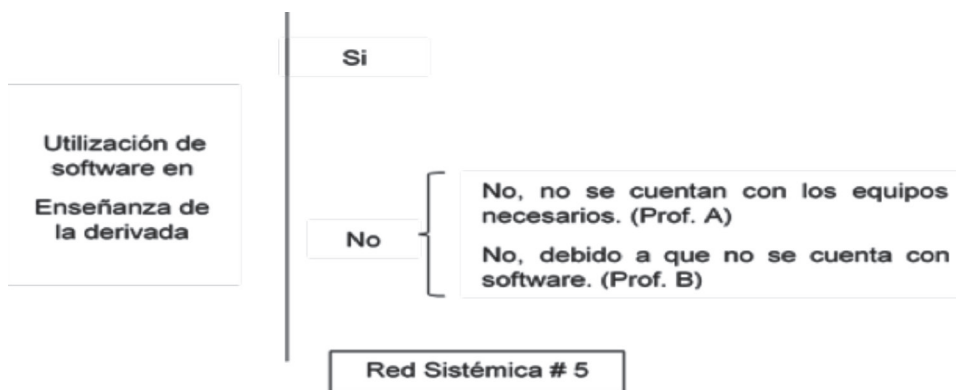 Si
Utilización de
software en
Enseñanza de
la derivada
No
No, no se cuentan con los equipos
necesarios. (Prof. A)
No, debido a que no se cuenta con
software. (Prof. B)
Red Sistémica # 5